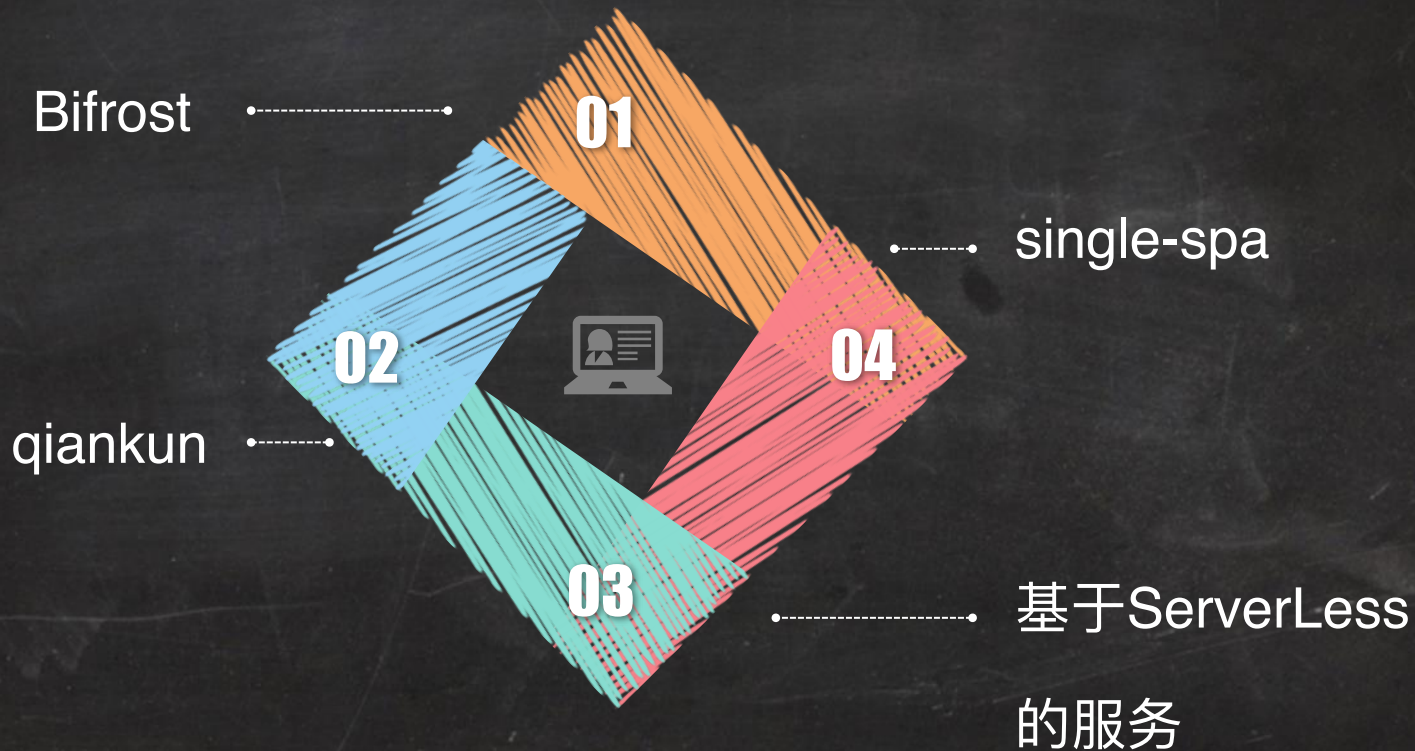 Bifrost
01
single-spa
02
04
qiankun
03
基于ServerLess
的服务